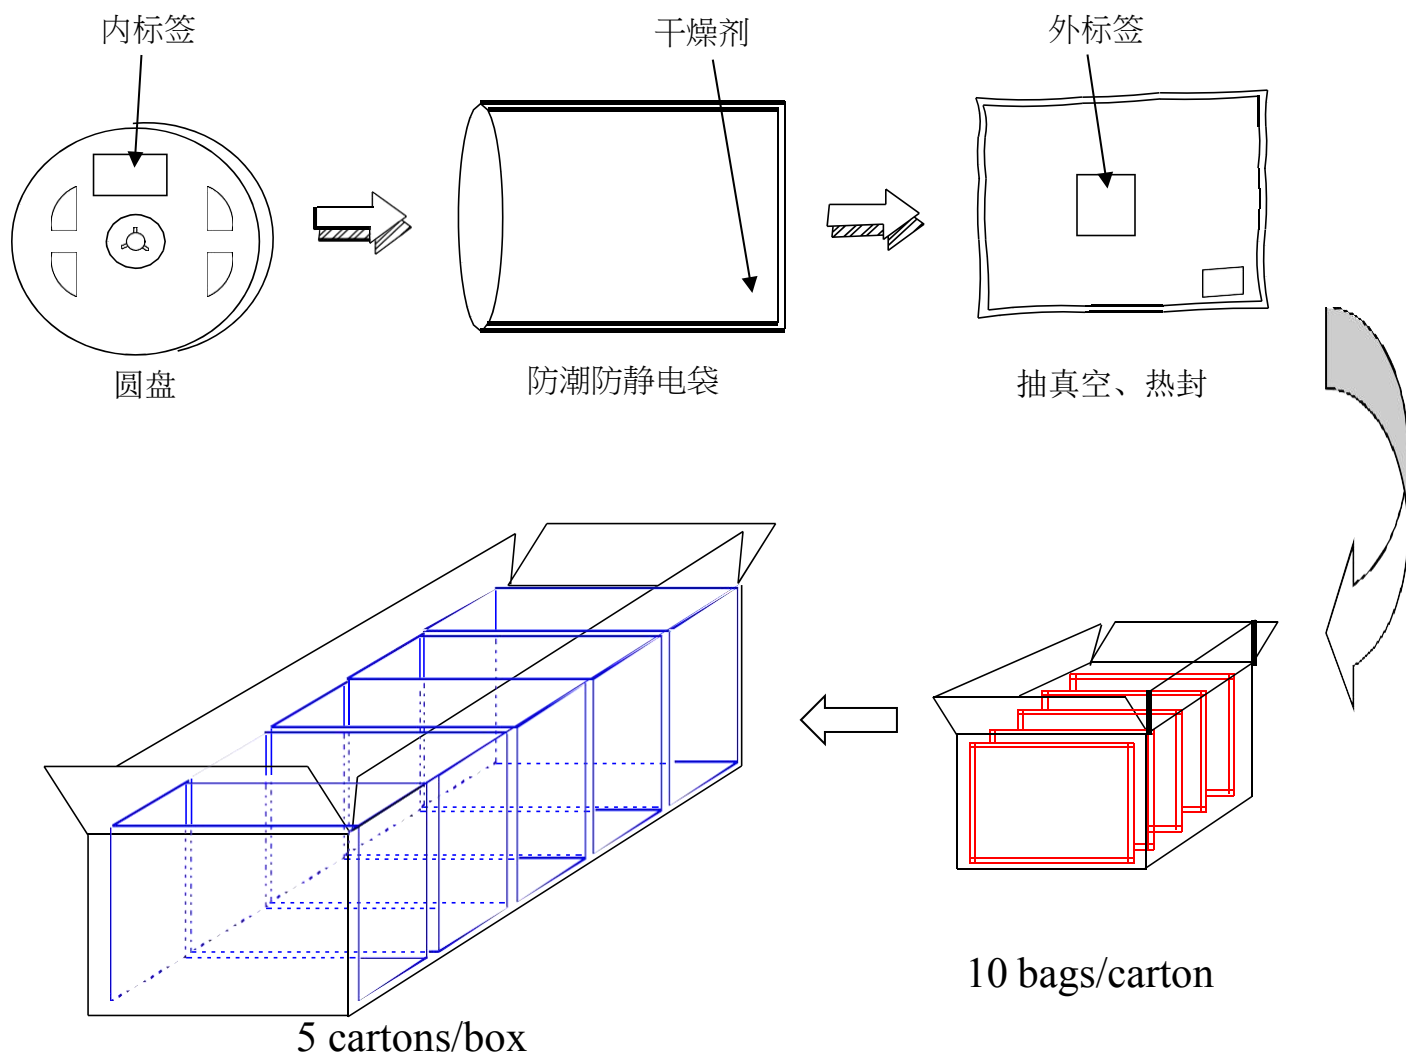 内标签
干燥剂
外标签
圆盘
防潮防静电袋
抽真空、热封
10 bags/carton
5 cartons/box